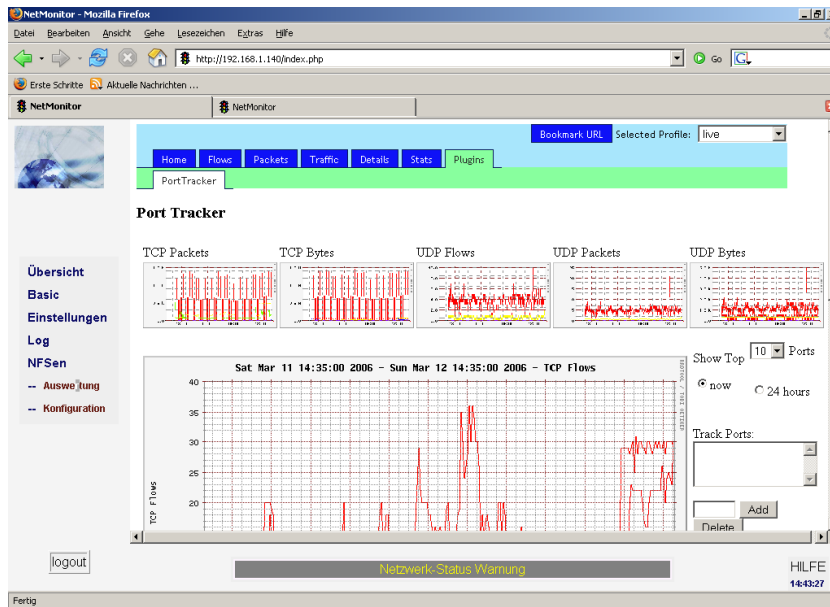 NetMonitor - Mozilla Firefox
Datei Bearbeiten Ansicht Gehe Lesezeichen Extras Hilfe
http://192.168.1.140/index.php
Go
G
Erste Schritte Aktuelle Nachrichten ...
NetMonitor
NetMonitor
Bookmark URL Selected Profile: live
Home Flows Packets Traffic Details Stats Plugins
PortTracker
Port Tracker
TCP Packets TCP Bytes UDP Flows UDP Packets UDP Bytes
Übersicht
Basic
Einstellungen
Log
NFSen
-- Auswertung
-- Konfiguration
Sat Mar 11 14:35:00 2006 - Sun Mar 12 14:35:00 2006 - TCP Flows
40
35
30
25
20
TCP Flows
RRDTOOL / TOBI OETIKER
Show Top 10 Ports
now 24 hours
Track Ports:
Add
Delete
logout
Netzwerk-Status Warnung
HILFE
14:43:27
Fertig